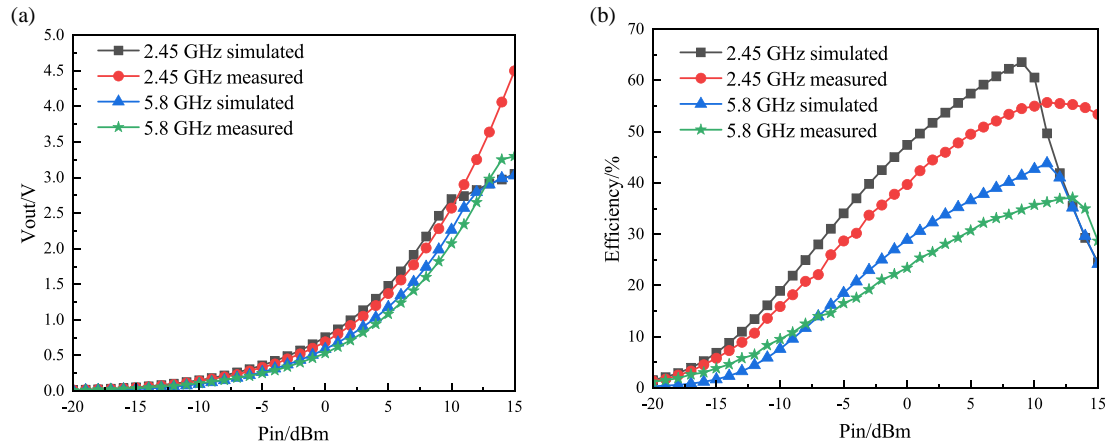 (a)
5.0
4.5
4.0
3.5
3.0
2.5
2.0
1.5
1.0
0.5
0.0
Vout/V
2.45 GHz simulated
2.45 GHz measured
5.8 GHz simulated
5.8 GHz measured
-20 -15 -10 -5 0 5 10 15
Pin/dBm
(b)
70
60
50
40
30
20
10
0
Efficiency/%
2.45 GHz simulated
2.45 GHz measured
5.8 GHz simulated
5.8 GHz measured
-20 -15 -10 -5 0 5 10 15
Pin/dBm